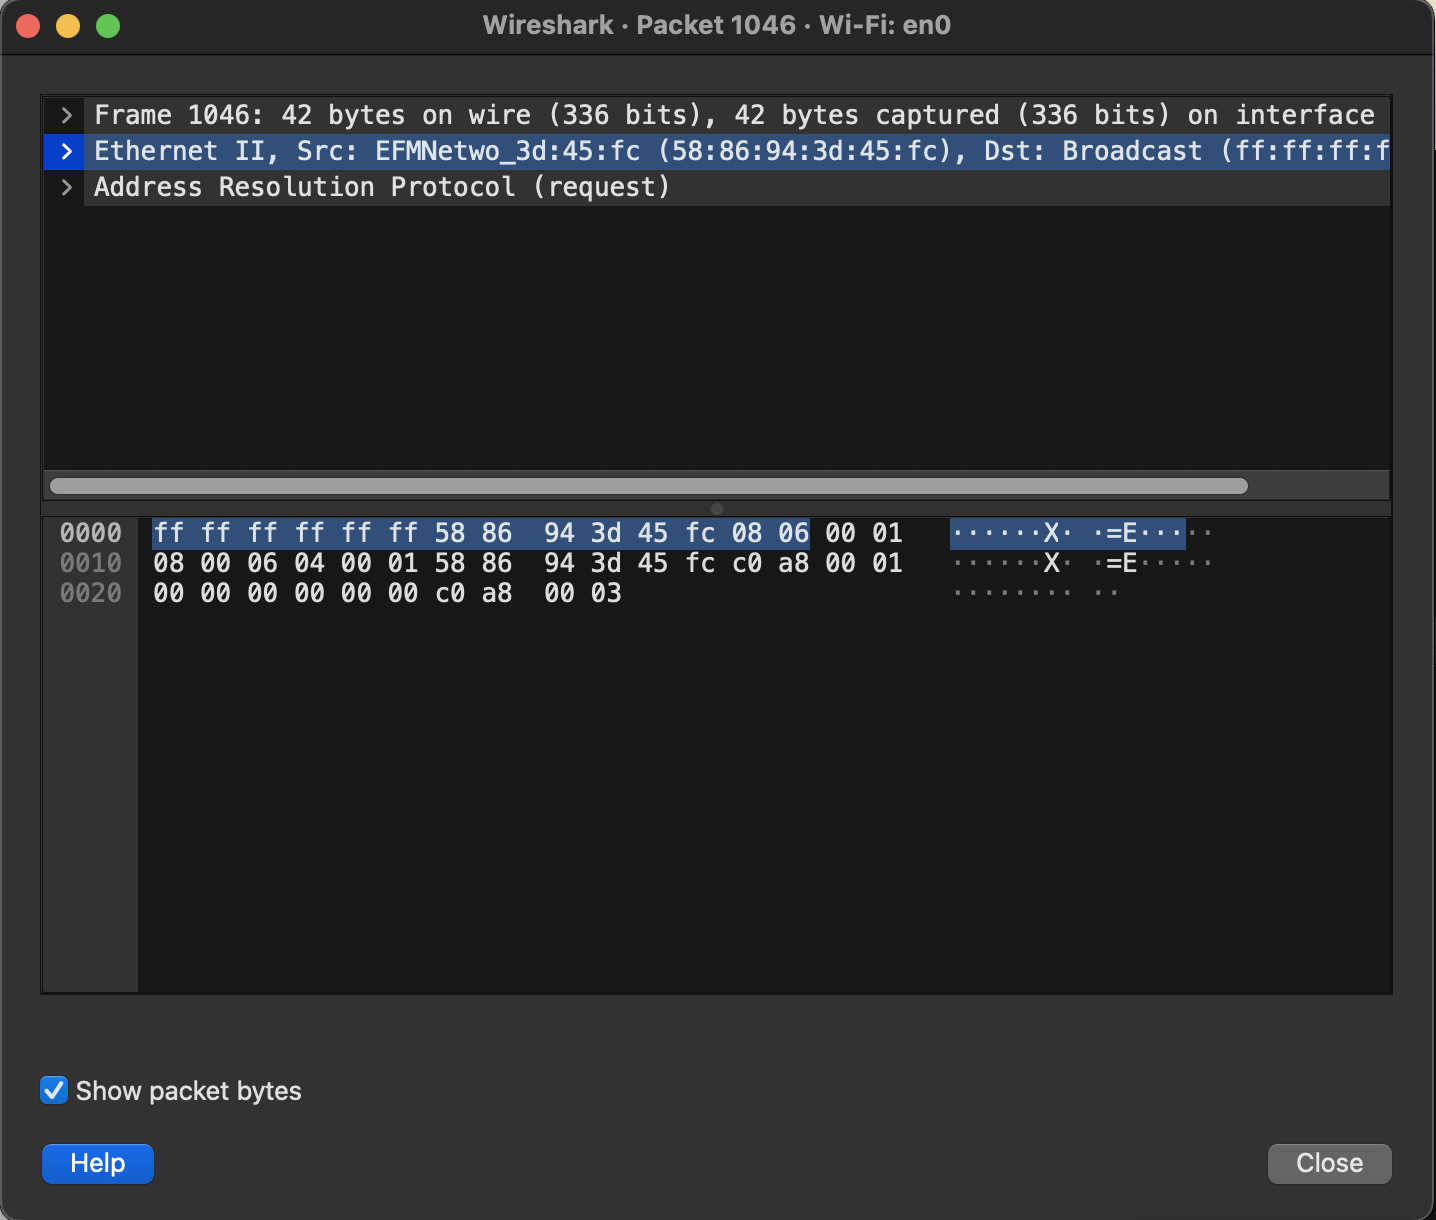 Wireshark · Packet 1046 · Wi-Fi: en0
Frame 1046: 42 bytes on wire (336 bits), 42 bytes captured (336 bits) on interface
Ethernet II, Src: EFMNetwo_3d:45:fc (58:86:94:3d:45:fc), Dst: Broadcast (ff:ff:ff:f
Address Resolution Protocol (request)
0000 ff ff ff ff ff ff 58 86 94 3d 45 fc 08 06 00 01 ······X· ·=E·····
0010 08 00 06 04 00 01 58 86 94 3d 45 fc c0 a8 00 01 ······X· ·=E·····
0020 00 00 00 00 00 00 c0 a8 00 03 ········ ··
Show packet bytes
Help
Close